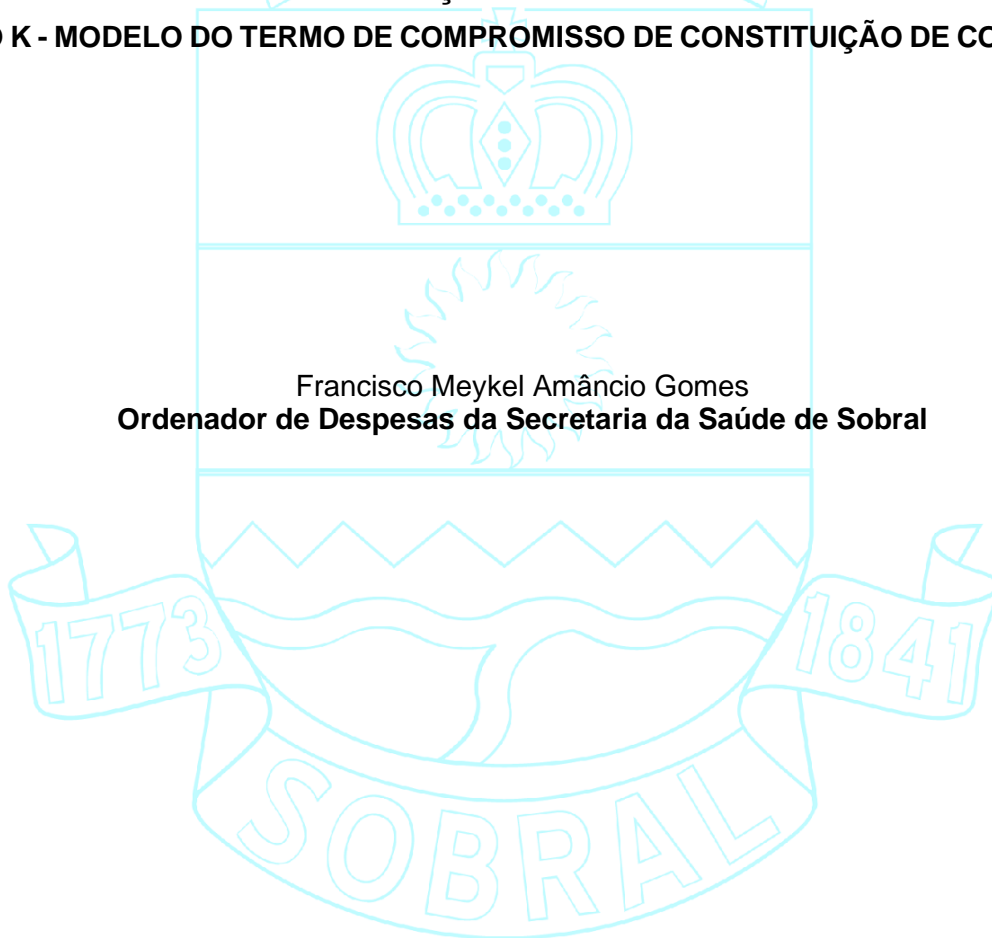 K - MODELO DO TERMO DE COMPROMISSO DE CONSTITUIÇÃO DE
Francisco Meykel Amâncio Gomes
Ordenador de Despesas da Secretaria da Saúde de Sobral
1773
1841
SOBRAL